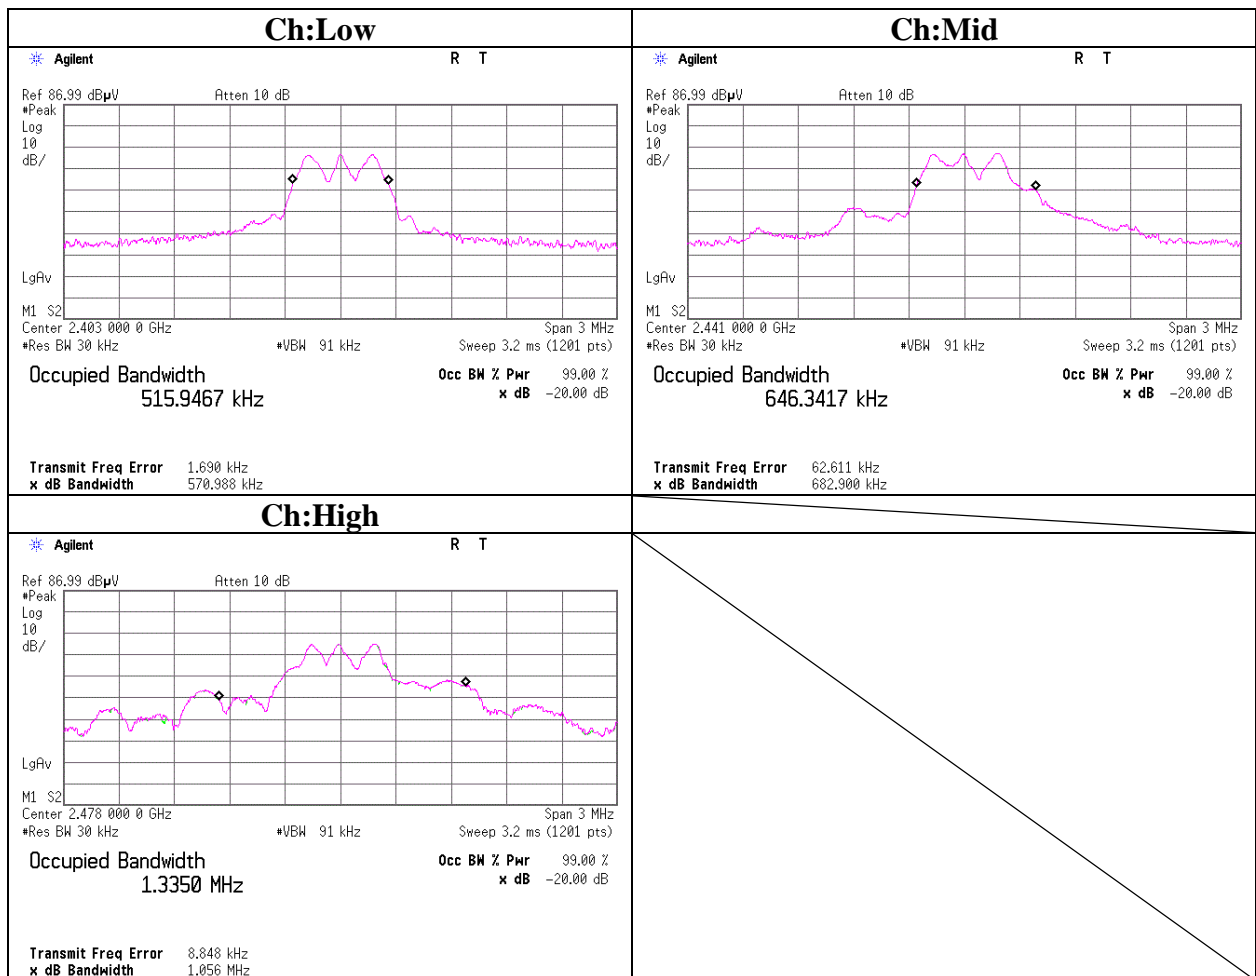 Ch:Low
Agilent R T
Ref 86.99 dBµV Atten 10 dB
#Peak
Log
10
dB/
LgAv
M1 S2
Center 2.403 000 0 GHz Span 3 MHz
#Res BW 30 kHz #VBW 91 kHz Sweep 3.2 ms (1201 pts)
Occupied Bandwidth Occ BW % Pwr 99.00 %
515.9467 kHz x dB -20.00 dB
Transmit Freq Error 1.690 kHz
x dB Bandwidth 570.988 kHz
Ch:Mid
Agilent R T
Ref 86.99 dBµV Atten 10 dB
#Peak
Log
10
dB/
LgAv
M1 S2
Center 2.441 000 0 GHz Span 3 MHz
#Res BW 30 kHz #VBW 91 kHz Sweep 3.2 ms (1201 pts)
Occupied Bandwidth Occ BW % Pwr 99.00 %
646.3417 kHz x dB -20.00 dB
Transmit Freq Error 62.611 kHz
x dB Bandwidth 682.900 kHz
Ch:High
Agilent R T
Ref 86.99 dBµV Atten 10 dB
#Peak
Log
10
dB/
LgAv
M1 S2
Center 2.478 000 0 GHz Span 3 MHz
#Res BW 30 kHz #VBW 91 kHz Sweep 3.2 ms (1201 pts)
Occupied Bandwidth Occ BW % Pwr 99.00 %
1.3350 MHz x dB -20.00 dB
Transmit Freq Error 8.848 kHz
x dB Bandwidth 1.056 MHz